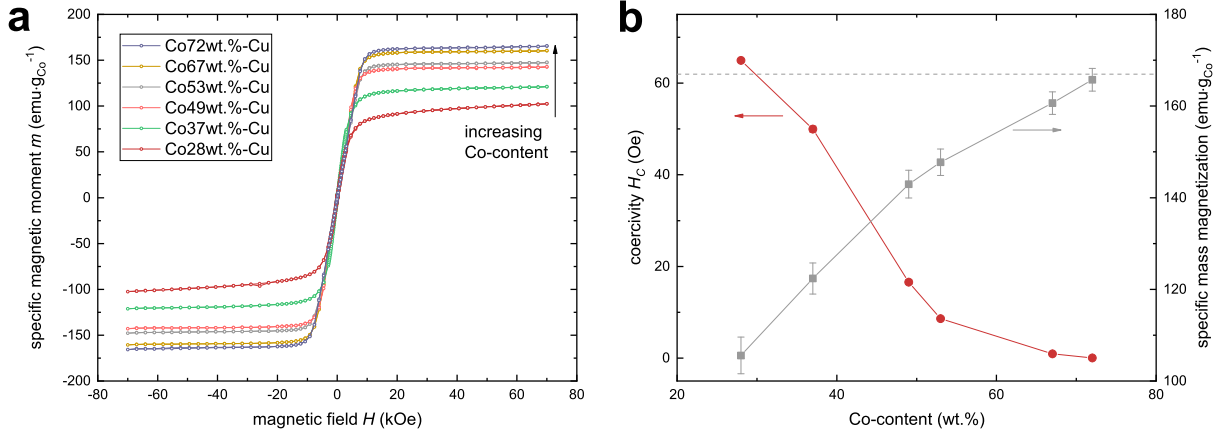 a
specific magnetic moment m (emu·g_Co^-1)
200
150
100
50
0
-50
-100
-150
-200
Co72wt.%-Cu
Co67wt.%-Cu
Co53wt.%-Cu
Co49wt.%-Cu
Co37wt.%-Cu
Co28wt.%-Cu
increasing
Co-content
-80 -60 -40 -20 0 20 40 60 80
magnetic field H (kOe)
b
coercivity H_C (Oe)
60
40
20
0
20 40 60 80
Co-content (wt.%)
180
160
140
120
100
specific mass magnetization (emu·g_Co^-1)